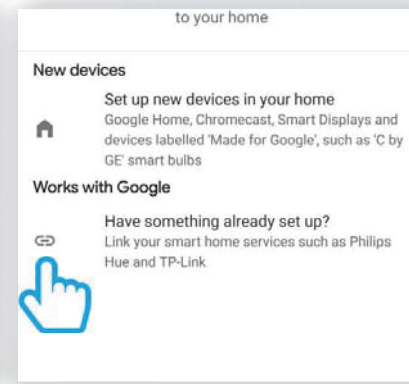 to your home
New devices
Set up new devices in your home
Google Home, Chromecast, Smart Displays and
devices labelled 'Made for Google', such as 'C by
GE' smart bulbs
Works with Google
Have something already set up?
Link your smart home services such as Philips
Hue and TP-Link